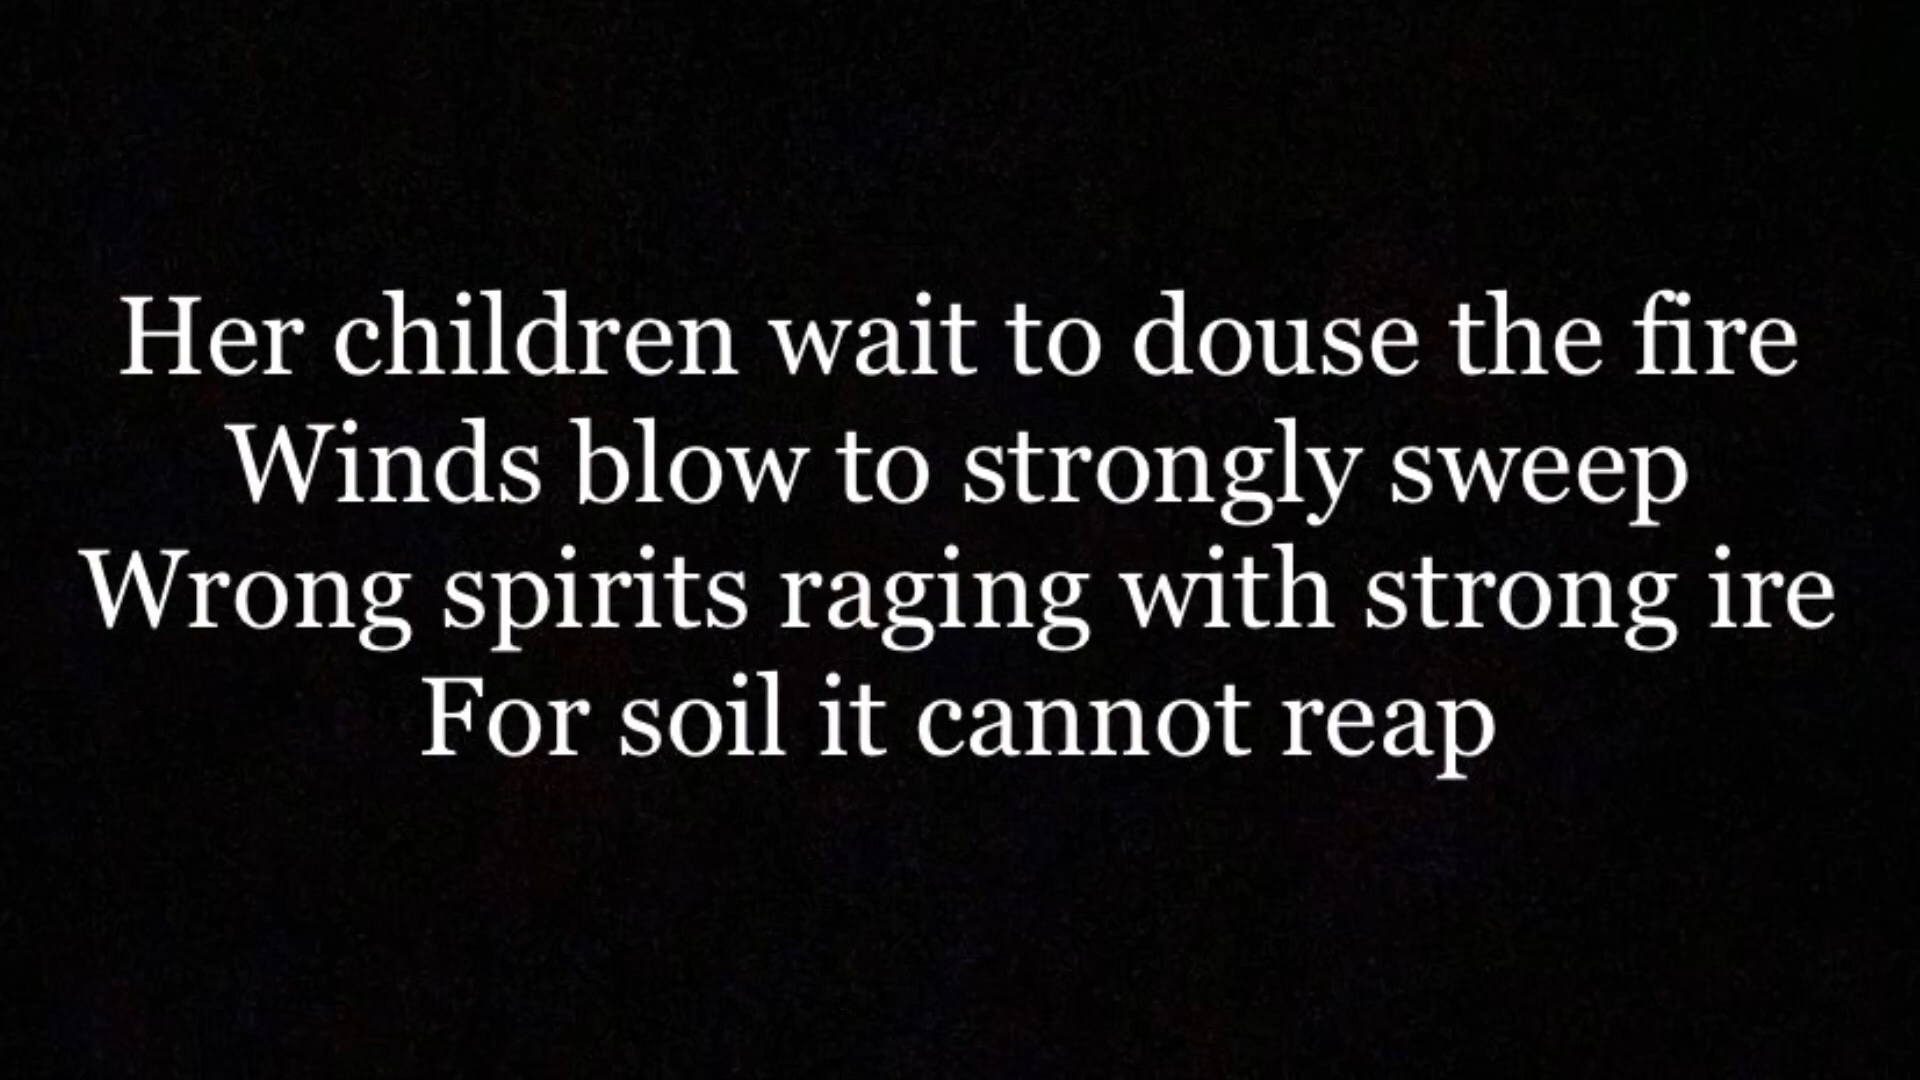 Her children wait to douse the fire
Winds blow to strongly sweep
Wrong spirits raging with strong ire
For soil it cannot reap